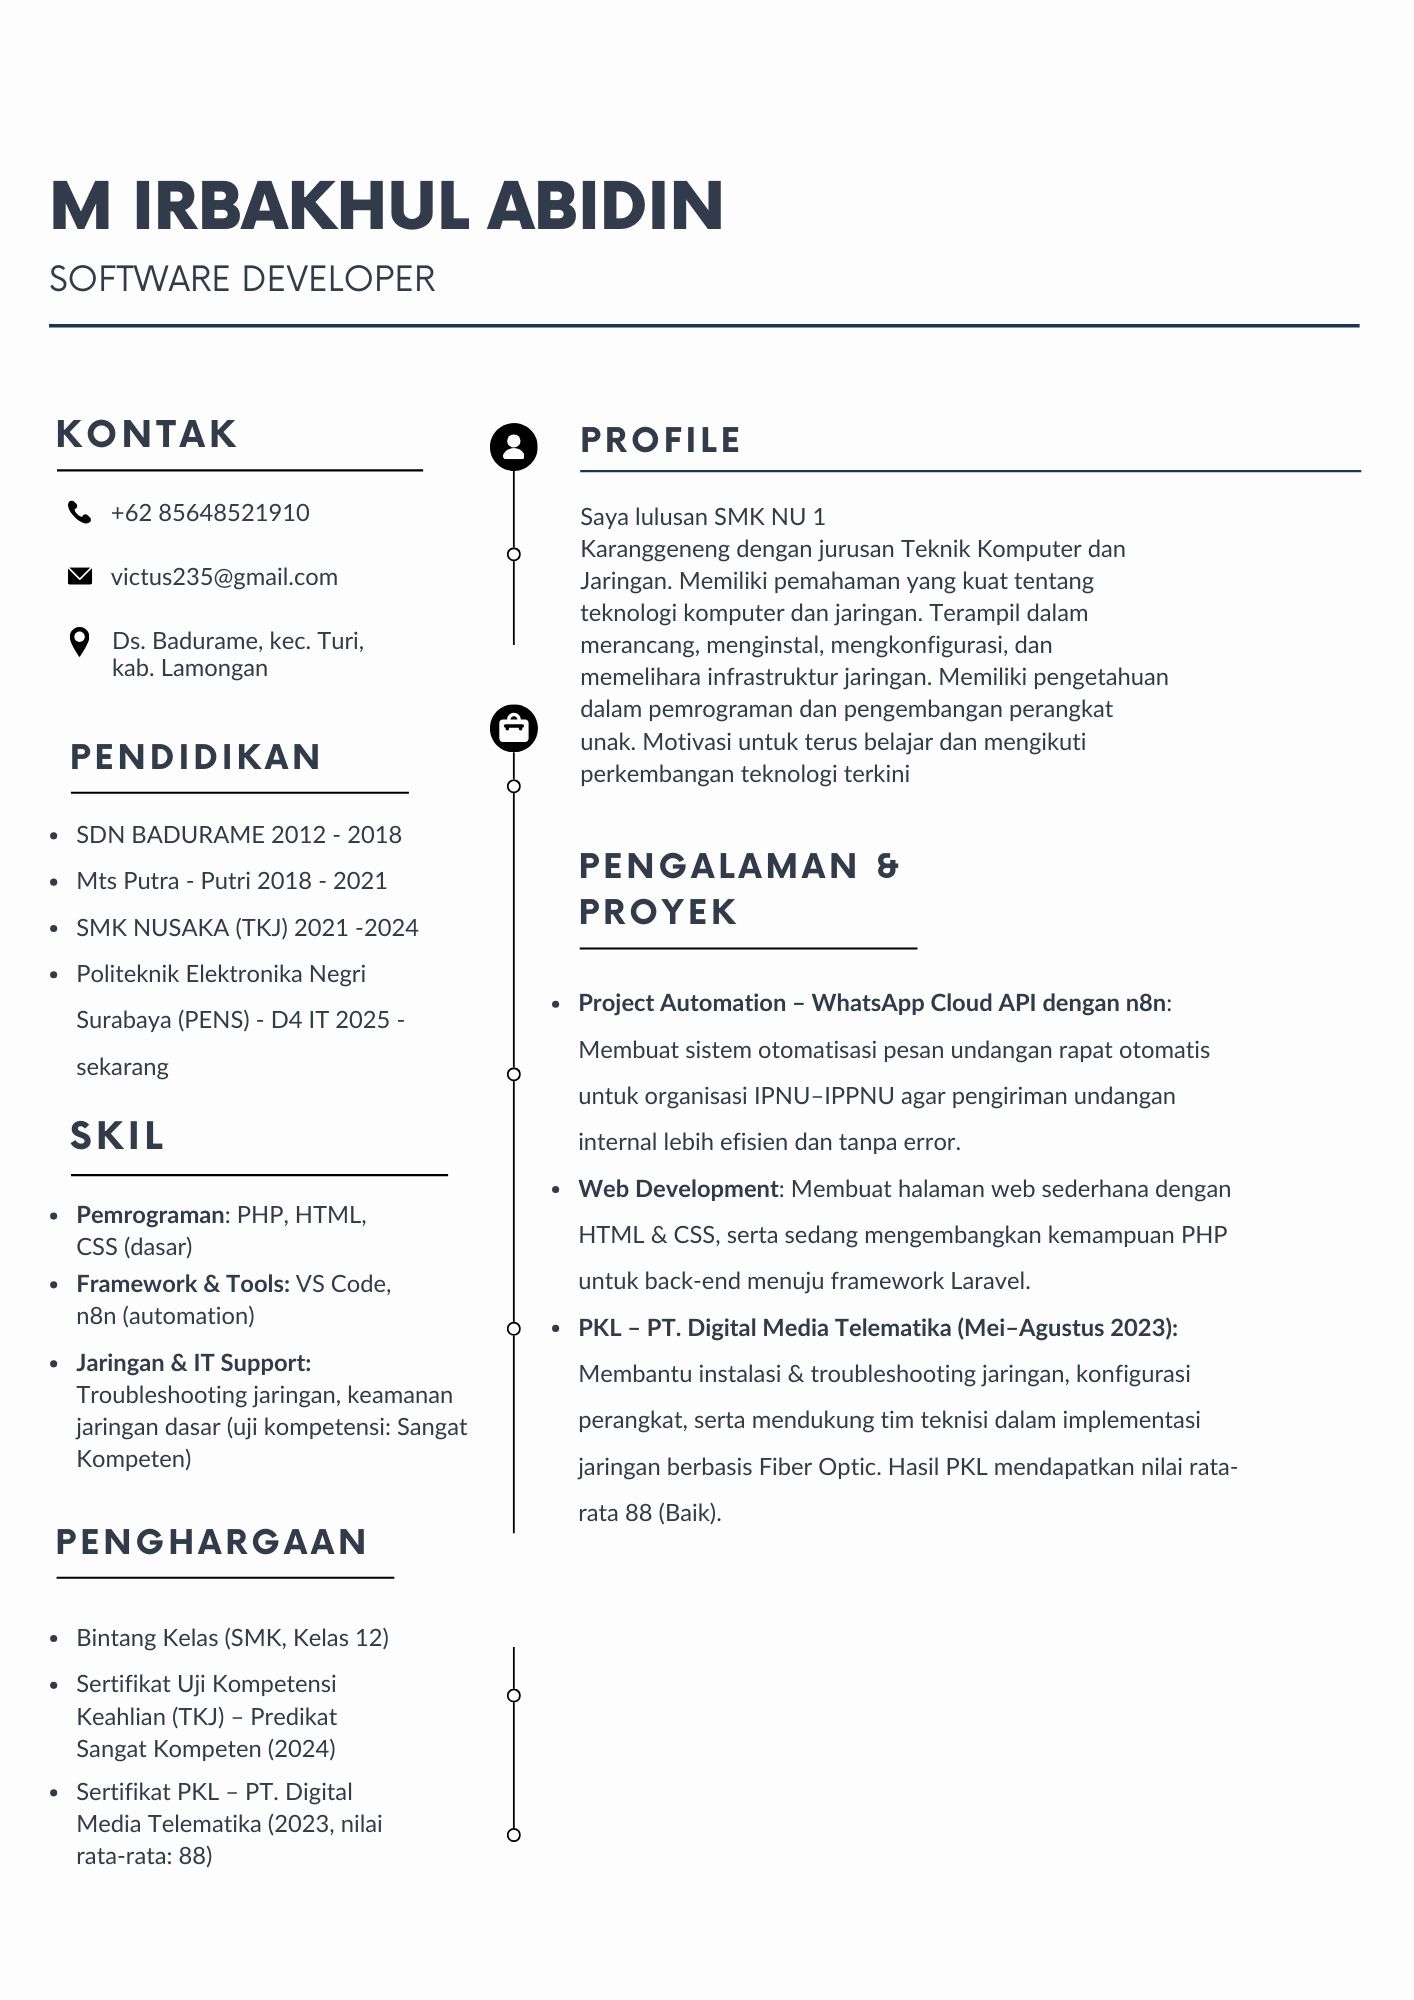 M IRBAKHUL ABIDIN
SOFTWARE DEVELOPER
KONTAK
+62 85648521910
victus235@gmail.com
Ds. Badurame, kec. Turi,
kab. Lamongan
PENDIDIKAN
• SDN BADURAME 2012 - 2018
• Mts Putra - Putri 2018 - 2021
• SMK NUSAKA (TKJ) 2021 -2024
• Politeknik Elektronika Negri
Surabaya (PENS) - D4 IT 2025 -
sekarang
SKIL
• Pemrograman: PHP, HTML,
CSS (dasar)
• Framework & Tools: VS Code,
n8n (automation)
• Jaringan & IT Support:
Troubleshooting jaringan, keamanan
jaringan dasar (uji kompetensi: Sangat
Kompeten)
PENGHARGAAN
• Bintang Kelas (SMK, Kelas 12)
• Sertifikat Uji Kompetensi
Keahlian (TKJ) – Predikat
Sangat Kompeten (2024)
• Sertifikat PKL – PT. Digital
Media Telematika (2023, nilai
rata-rata: 88)
PROFILE
Saya lulusan SMK NU 1
Karanggeneng dengan jurusan Teknik Komputer dan
Jaringan. Memiliki pemahaman yang kuat tentang
teknologi komputer dan jaringan. Terampil dalam
merancang, menginstal, mengkonfigurasi, dan
memelihara infrastruktur jaringan. Memiliki pengetahuan
dalam pemrograman dan pengembangan perangkat
unak. Motivasi untuk terus belajar dan mengikuti
perkembangan teknologi terkini
PENGALAMAN &
PROYEK
• Project Automation – WhatsApp Cloud API dengan n8n:
Membuat sistem otomatisasi pesan undangan rapat otomatis
untuk organisasi IPNU–IPPNU agar pengiriman undangan
internal lebih efisien dan tanpa error.
• Web Development: Membuat halaman web sederhana dengan
HTML & CSS, serta sedang mengembangkan kemampuan PHP
untuk back-end menuju framework Laravel.
• PKL – PT. Digital Media Telematika (Mei–Agustus 2023):
Membantu instalasi & troubleshooting jaringan, konfigurasi
perangkat, serta mendukung tim teknisi dalam implementasi
jaringan berbasis Fiber Optic. Hasil PKL mendapatkan nilai rata-
rata 88 (Baik).